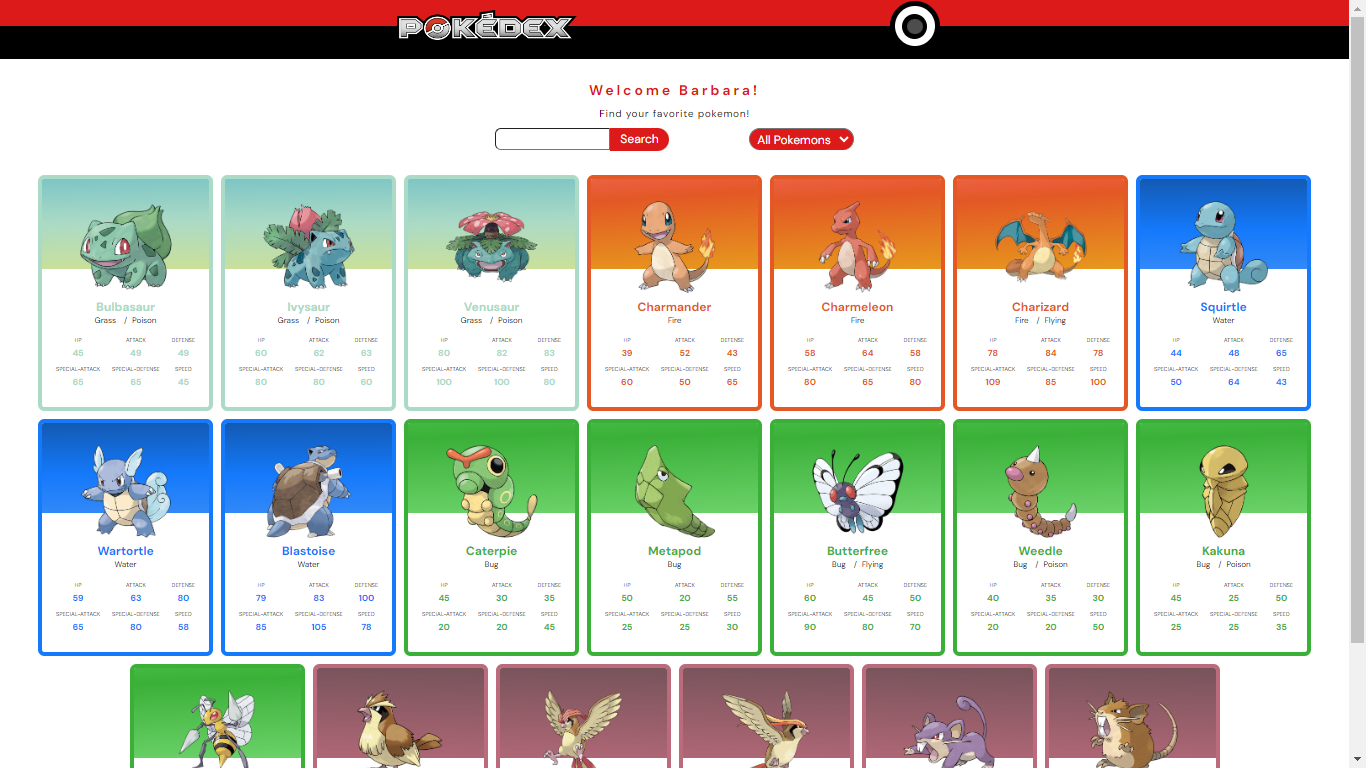 POKÉDEX
Welcome Barbara!
Find your favorite pokemon!
Search
All Pokemons
Bulbasaur
Grass / Poison
HP ATTACK DEFENSE
45 49 49
SPECIAL-ATTACK SPECIAL-DEFENSE SPEED
65 65 45
Ivysaur
Grass / Poison
HP ATTACK DEFENSE
60 62 63
SPECIAL-ATTACK SPECIAL-DEFENSE SPEED
80 80 60
Venusaur
Grass / Poison
HP ATTACK DEFENSE
80 82 83
SPECIAL-ATTACK SPECIAL-DEFENSE SPEED
100 100 80
Charmander
Fire
HP ATTACK DEFENSE
39 52 43
SPECIAL-ATTACK SPECIAL-DEFENSE SPEED
60 50 65
Charmeleon
Fire
HP ATTACK DEFENSE
58 64 58
SPECIAL-ATTACK SPECIAL-DEFENSE SPEED
80 65 80
Charizard
Fire / Flying
HP ATTACK DEFENSE
78 84 78
SPECIAL-ATTACK SPECIAL-DEFENSE SPEED
109 85 100
Squirtle
Water
HP ATTACK DEFENSE
44 48 65
SPECIAL-ATTACK SPECIAL-DEFENSE SPEED
50 64 43
Wartortle
Water
HP ATTACK DEFENSE
59 63 80
SPECIAL-ATTACK SPECIAL-DEFENSE SPEED
65 80 58
Blastoise
Water
HP ATTACK DEFENSE
79 83 100
SPECIAL-ATTACK SPECIAL-DEFENSE SPEED
85 105 78
Caterpie
Bug
HP ATTACK DEFENSE
45 30 35
SPECIAL-ATTACK SPECIAL-DEFENSE SPEED
20 20 45
Metapod
Bug
HP ATTACK DEFENSE
50 20 55
SPECIAL-ATTACK SPECIAL-DEFENSE SPEED
25 25 30
Butterfree
Bug / Flying
HP ATTACK DEFENSE
60 45 50
SPECIAL-ATTACK SPECIAL-DEFENSE SPEED
90 80 70
Weedle
Bug / Poison
HP ATTACK DEFENSE
40 35 30
SPECIAL-ATTACK SPECIAL-DEFENSE SPEED
20 20 50
Kakuna
Bug / Poison
HP ATTACK DEFENSE
45 25 50
SPECIAL-ATTACK SPECIAL-DEFENSE SPEED
25 25 35